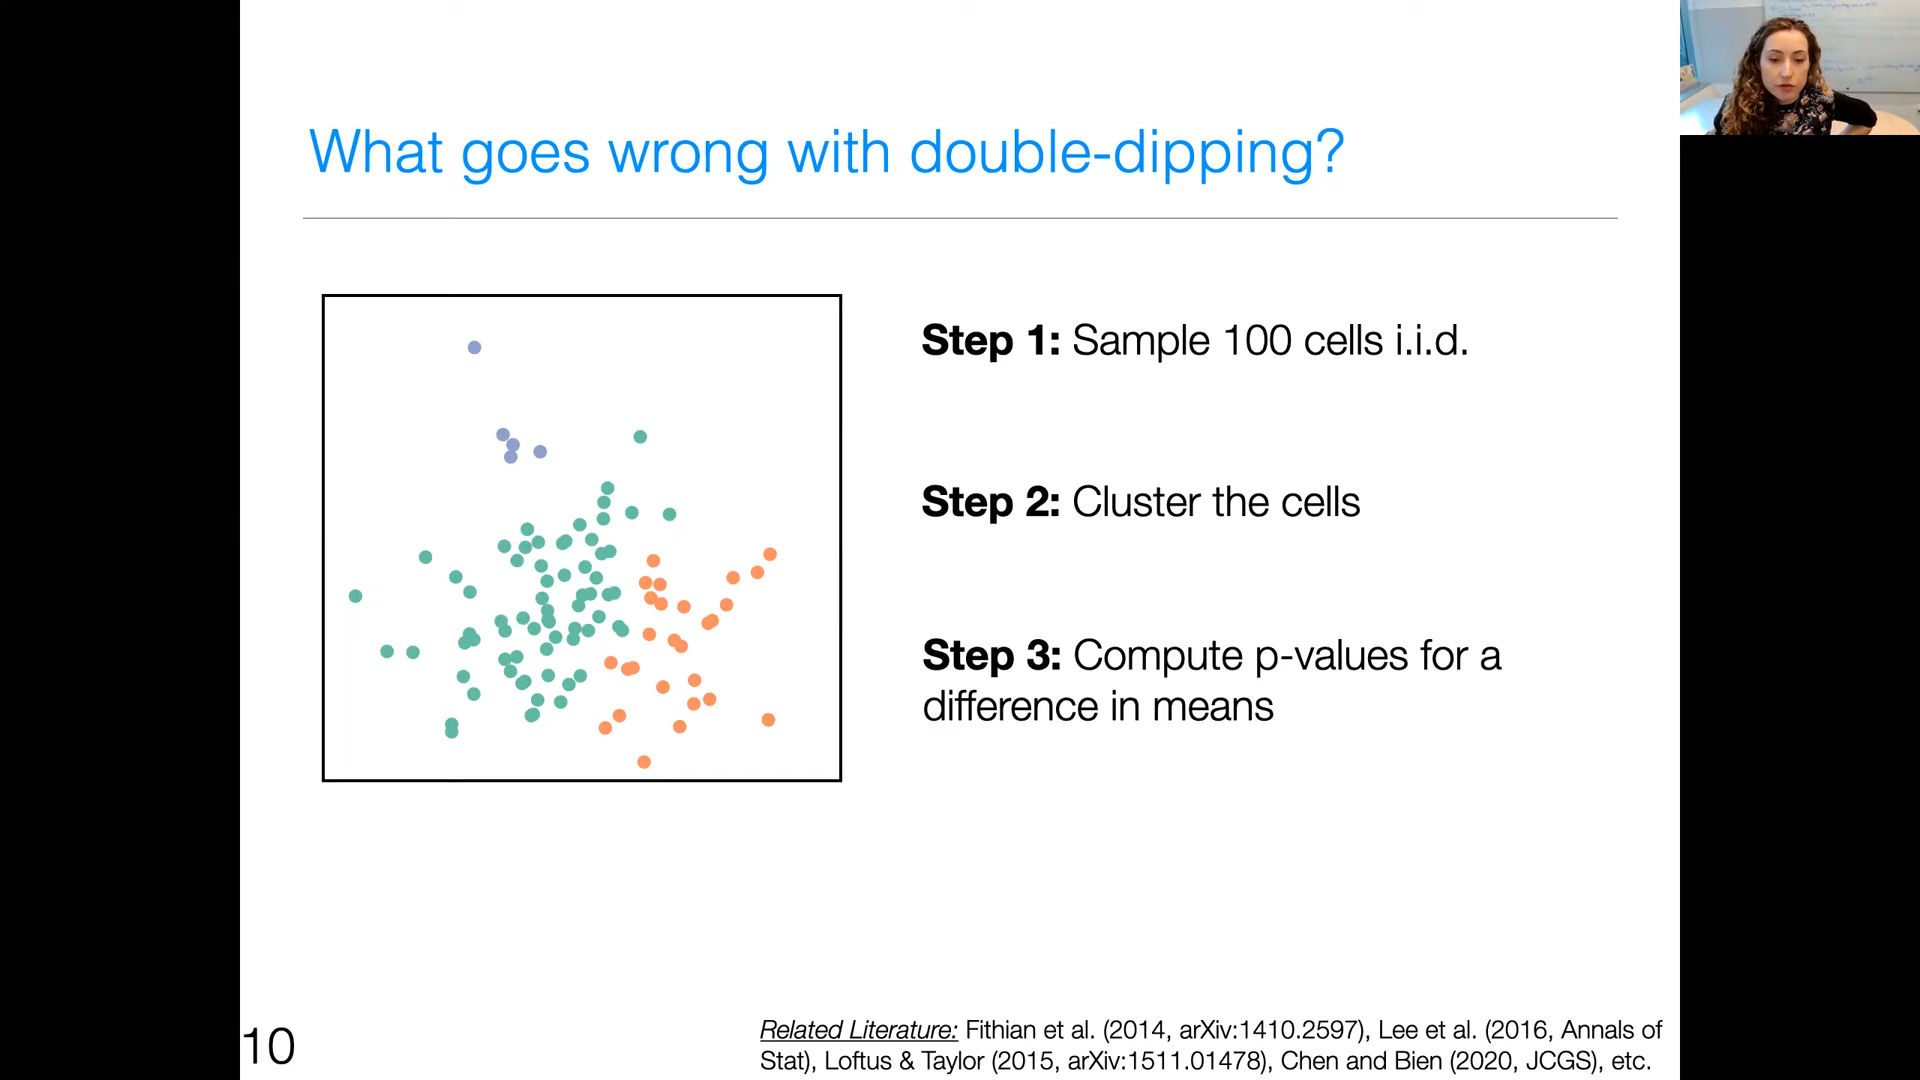 What goes wrong with double-dipping?
Step 1: Sample 100 cells i.i.d.
Step 2: Cluster the cells
Step 3: Compute p-values for a
difference in means
10
Related Literature: Fithian et al. (2014, arXiv:1410.2597), Lee et al. (2016, Annals of
Stat), Loftus & Taylor (2015, arXiv:1511.01478), Chen and Bien (2020, JCGS), etc.